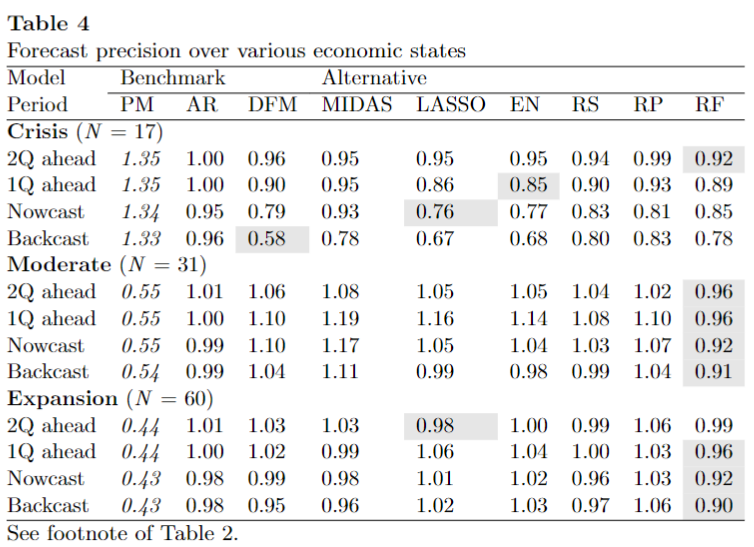 Table 4
Forecast precision over various economic states
Model Benchmark Alternative
Period PM AR DFM MIDAS LASSO EN RS RP RF
Crisis (N = 17)
2Q ahead 1.35 1.00 0.96 0.95 0.95 0.95 0.94 0.99 0.92
1Q ahead 1.35 1.00 0.90 0.95 0.86 0.85 0.90 0.93 0.89
Nowcast 1.34 0.95 0.79 0.93 0.76 0.77 0.83 0.81 0.85
Backcast 1.33 0.96 0.58 0.78 0.67 0.68 0.80 0.83 0.78
Moderate (N = 31)
2Q ahead 0.55 1.01 1.06 1.08 1.05 1.05 1.04 1.02 0.96
1Q ahead 0.55 1.00 1.10 1.19 1.16 1.14 1.08 1.10 0.96
Nowcast 0.55 0.99 1.10 1.17 1.05 1.04 1.03 1.07 0.92
Backcast 0.54 0.99 1.04 1.11 0.99 0.98 0.99 1.04 0.91
Expansion (N = 60)
2Q ahead 0.44 1.01 1.03 1.03 0.98 1.00 0.99 1.06 0.99
1Q ahead 0.44 1.00 1.02 0.99 1.06 1.04 1.00 1.03 0.96
Nowcast 0.43 0.98 0.99 0.98 1.01 1.02 0.96 1.03 0.92
Backcast 0.43 0.98 0.95 0.96 1.02 1.03 0.97 1.06 0.90
See footnote of Table 2.